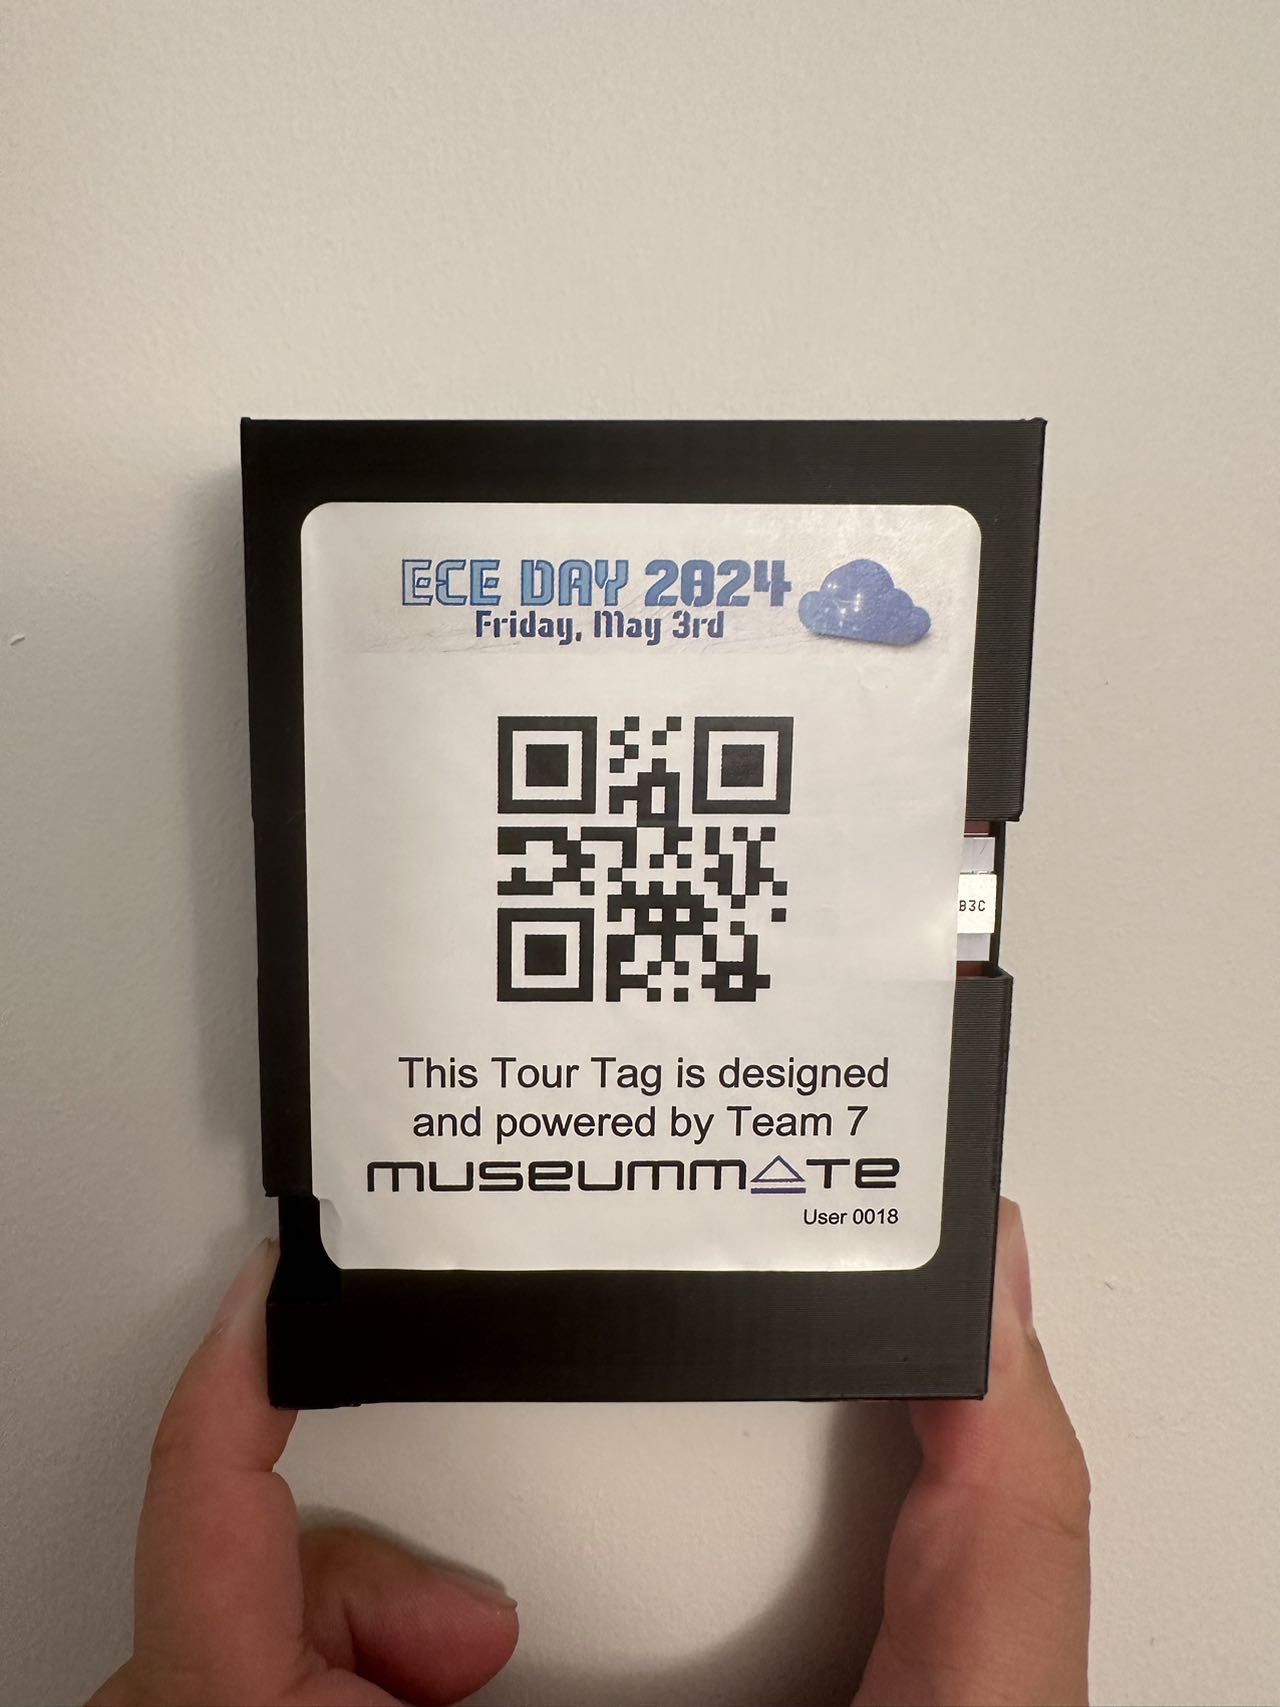 ECE DAY 2024
Friday, May 3rd
B3C
This Tour Tag is designed
and powered by Team 7
MUSEUMMATE
User 0018